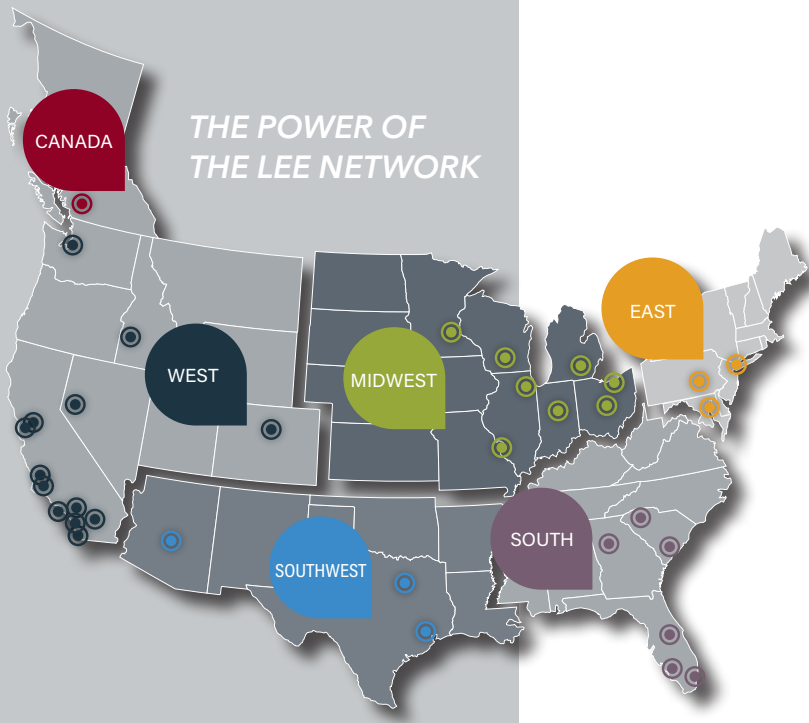 THE POWER OF
THE LEE NETWORK
CANADA
EAST
WEST
MIDWEST
SOUTH
SOUTHWEST